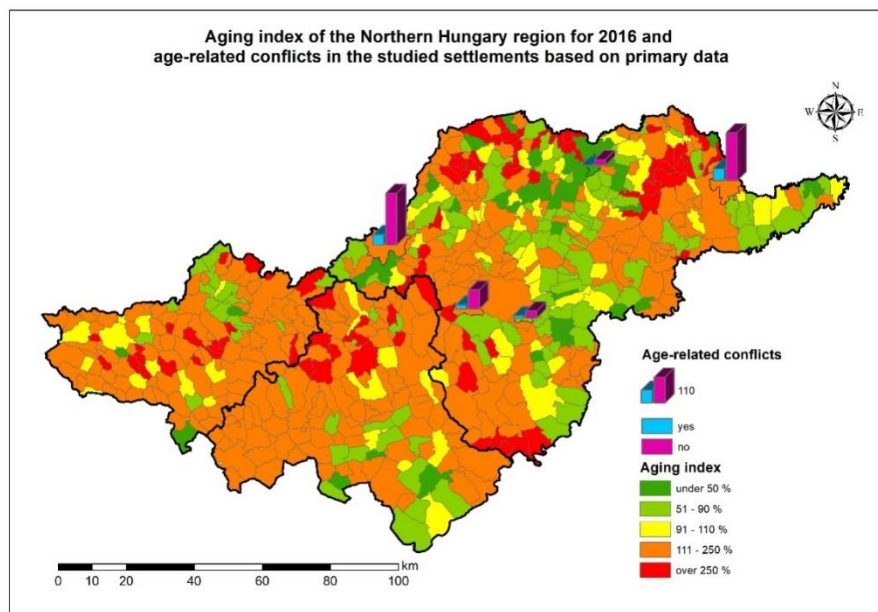 Aging index of the Northern Hungary region for 2016 and
age-related conflicts in the studied settlements based on primary data
N
W E
S
Age-related conflicts
110
yes
no
Aging index
under 50 %
51 - 90 %
91 - 110 %
111 - 250 %
over 250 %
km
0 10 20 40 60 80 100